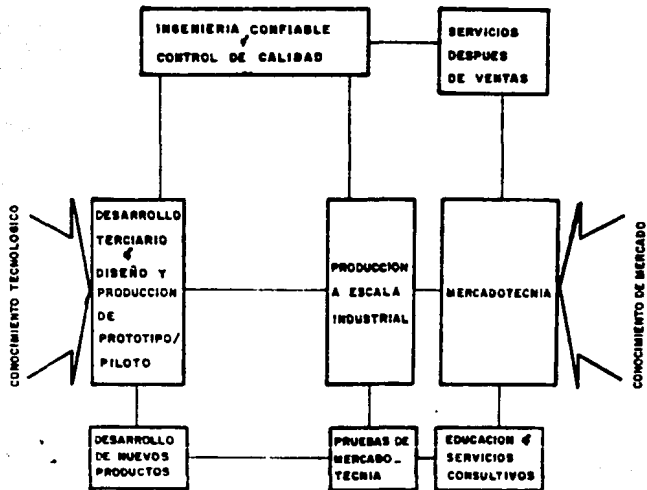 INGENIERIA CONFIABLE
&
CONTROL DE CALIDAD
SERVICIOS
DESPUES
DE VENTAS
CONOCIMIENTO TECNOLOGICO
DESARROLLO
TERCIARIO
&
DISEÑO Y
PRODUCCION
DE
PROTOTIPO/
PILOTO
PRODUCCION
A ESCALA
INDUSTRIAL
MERCADOTECNIA
CONOCIMIENTO DE MERCADO
DESARROLLO
DE NUEVOS
PRODUCTOS
PRUEBAS DE
MERCADO_
TECNIA
EDUCACION &
SERVICIOS
CONSULTIVOS